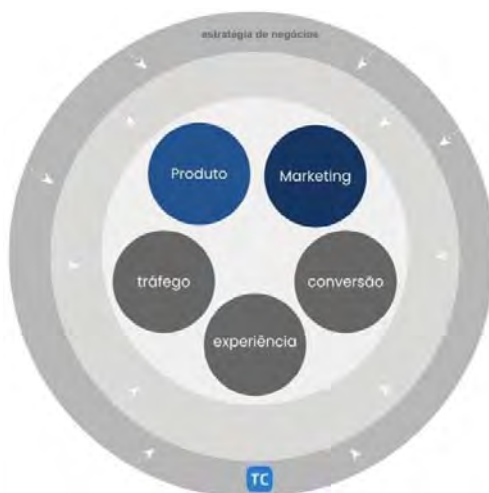 estratégia de negócios
Produto
Marketing
tráfego
conversão
experiência
TC